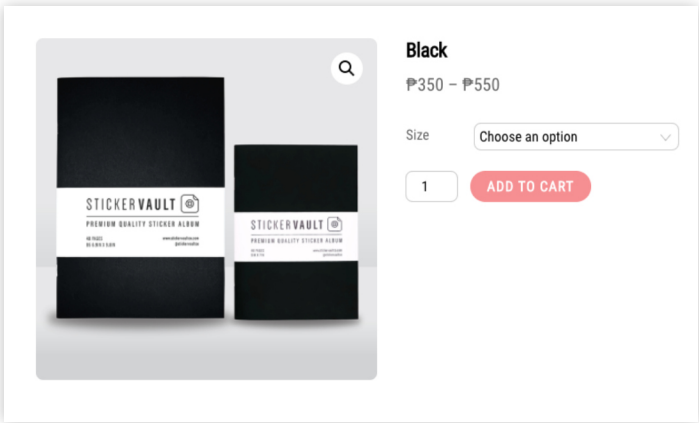 STICKERVAULT
PREMIUM QUALITY STICKER ALBUM
STICKERVAULT
PREMIUM QUALITY STICKER ALBUM
Black
₱350 – ₱550
Size
Choose an option
1
ADD TO CART